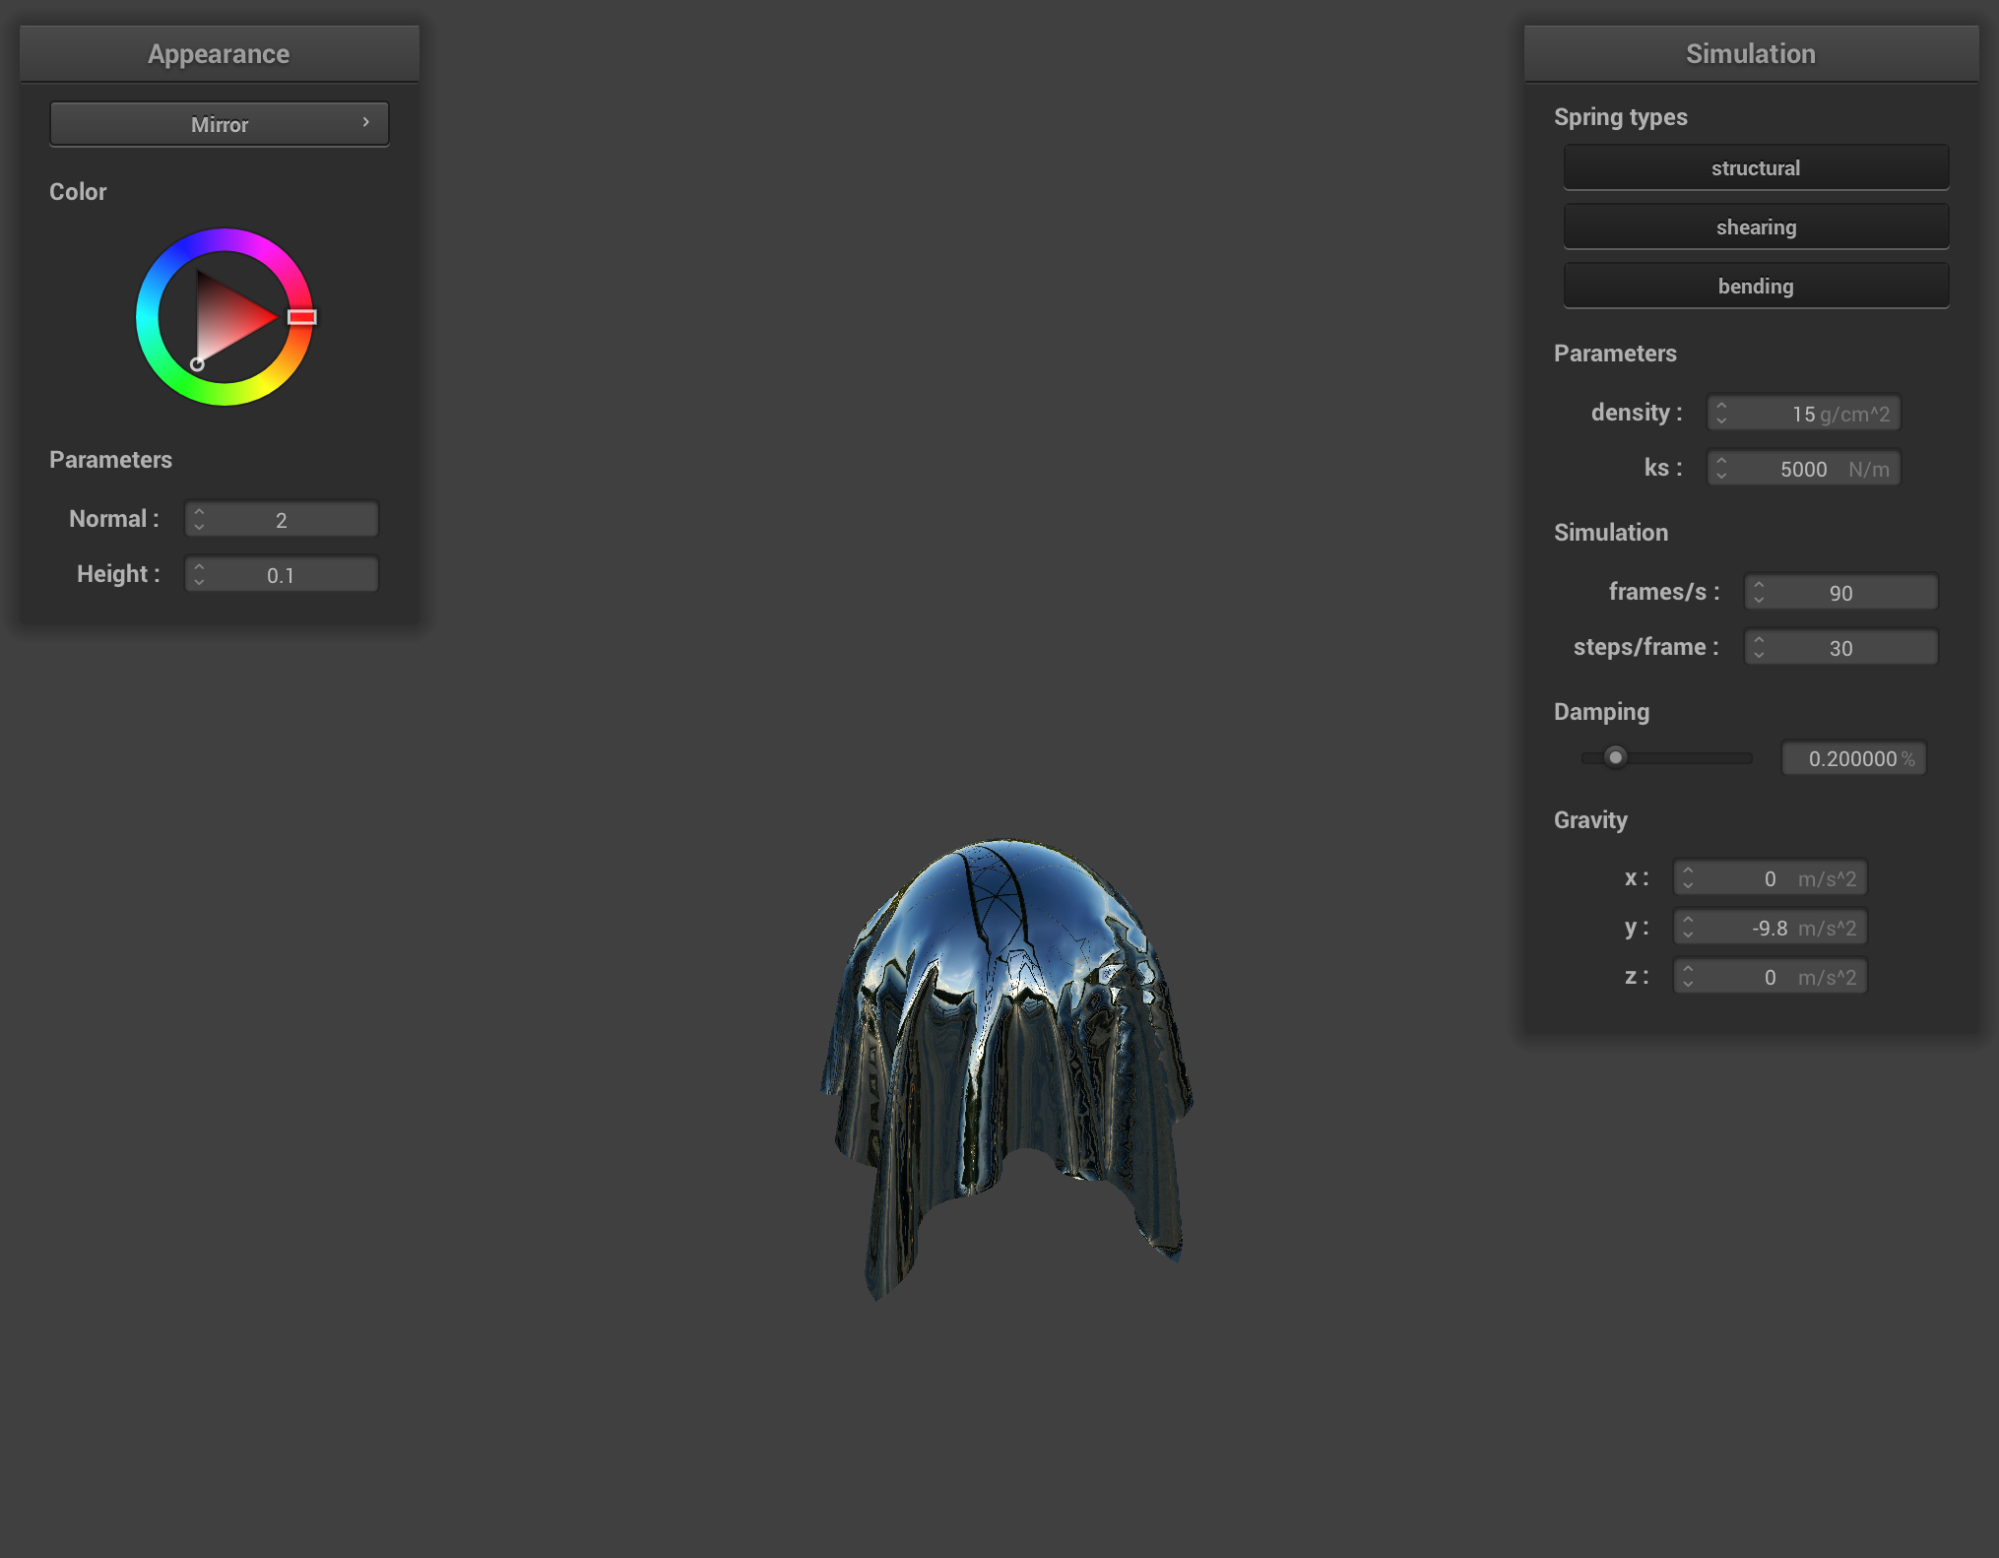 Appearance
Mirror
Color
Parameters
Normal : 2
Height : 0.1
Simulation
Spring types
structural
shearing
bending
Parameters
density : 15 g/cm^2
ks : 5000 N/m
Simulation
frames/s : 90
steps/frame : 30
Damping
0.200000 %
Gravity
x : 0 m/s^2
y : -9.8 m/s^2
z : 0 m/s^2